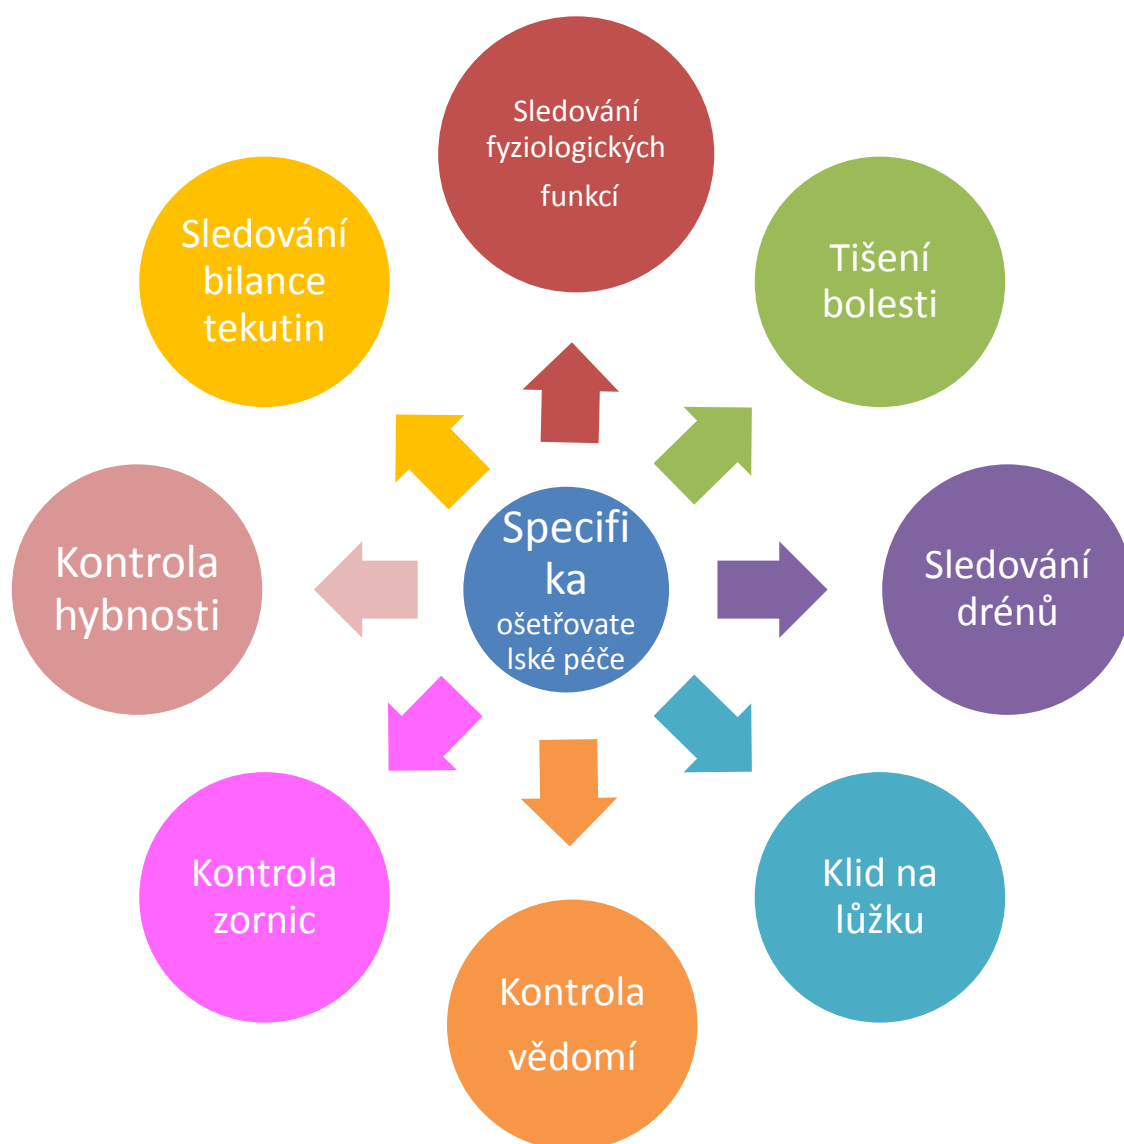 Sledování
fyziologických
funkcí
Sledování
bilance
tekutin
Tišení
bolesti
Specifi
ka
ošetřovate
lské péče
Kontrola
hybnosti
Sledování
drénů
Kontrola
zornic
Klid na
lůžku
Kontrola
vědomí